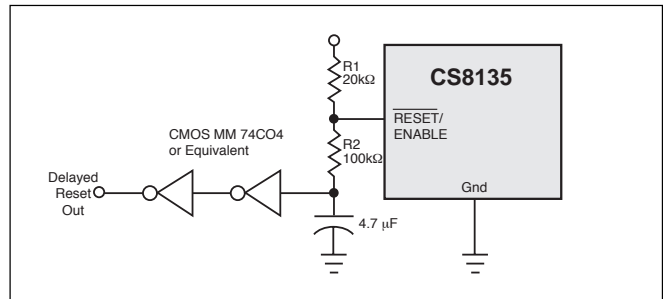 R1
20kΩ
CS8135
RESET/
ENABLE
CMOS MM 74CO4
or Equivalent
R2
100kΩ
Delayed
Reset
Out
Gnd
4.7 µF